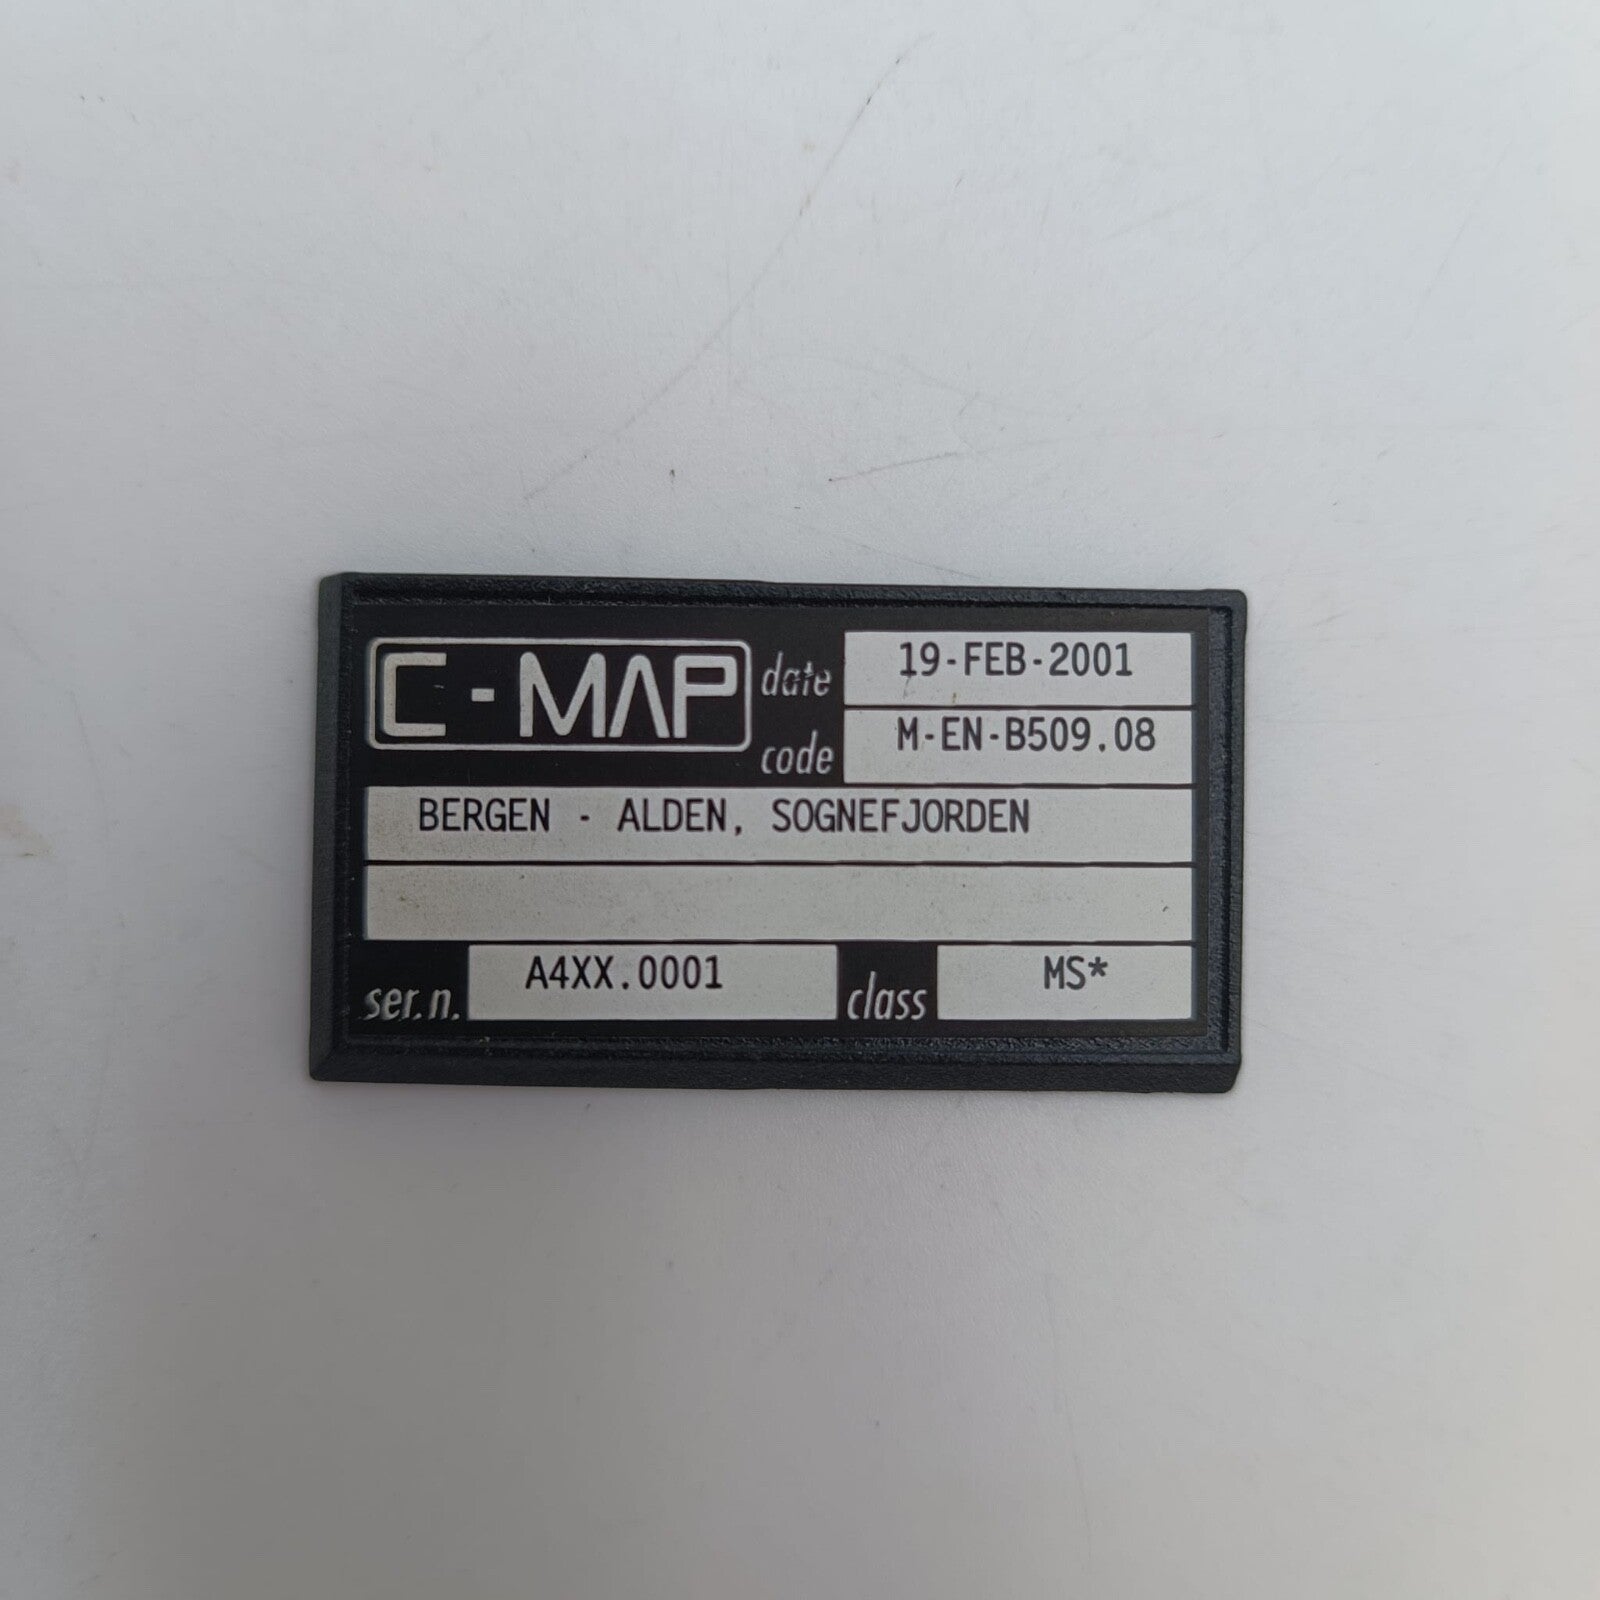 C-MAP
date 19-FEB-2001
code M-EN-B509.08
BERGEN - ALDEN, SOGNEFJORDEN
ser.n. A4XX.0001 class MS*